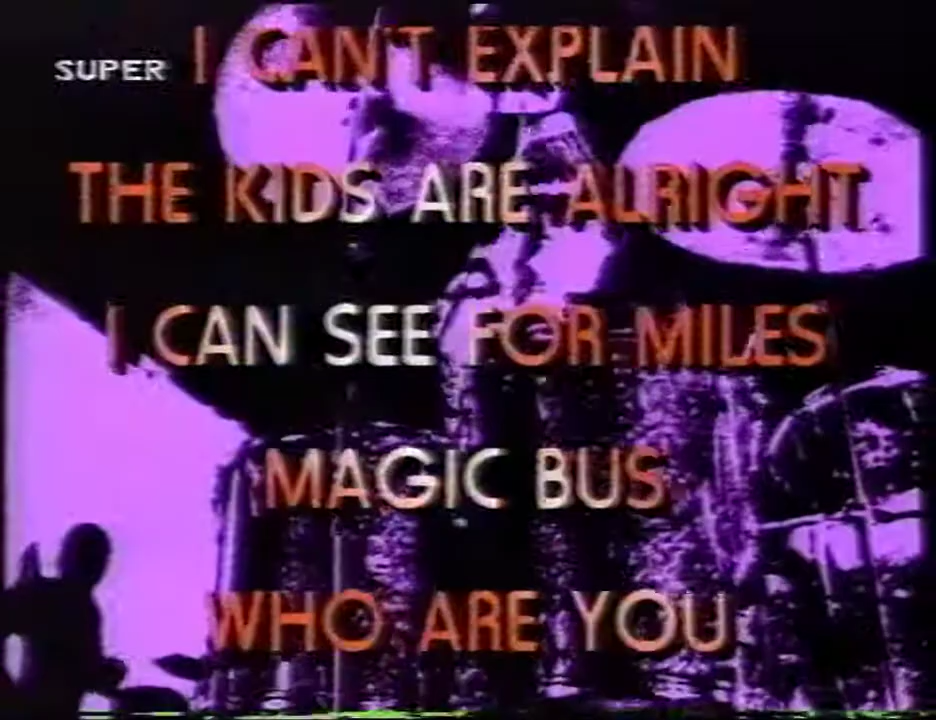 SUPER
I CAN'T EXPLAIN
THE KIDS ARE ALRIGHT
I CAN SEE FOR MILES
MAGIC BUS
WHO ARE YOU